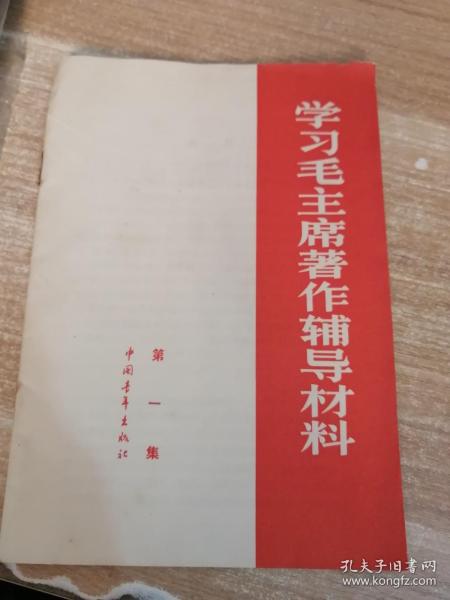 学习毛主席著作辅导材料
第一集
中国青年出版社
孔夫子旧书网
www.kongfz.com